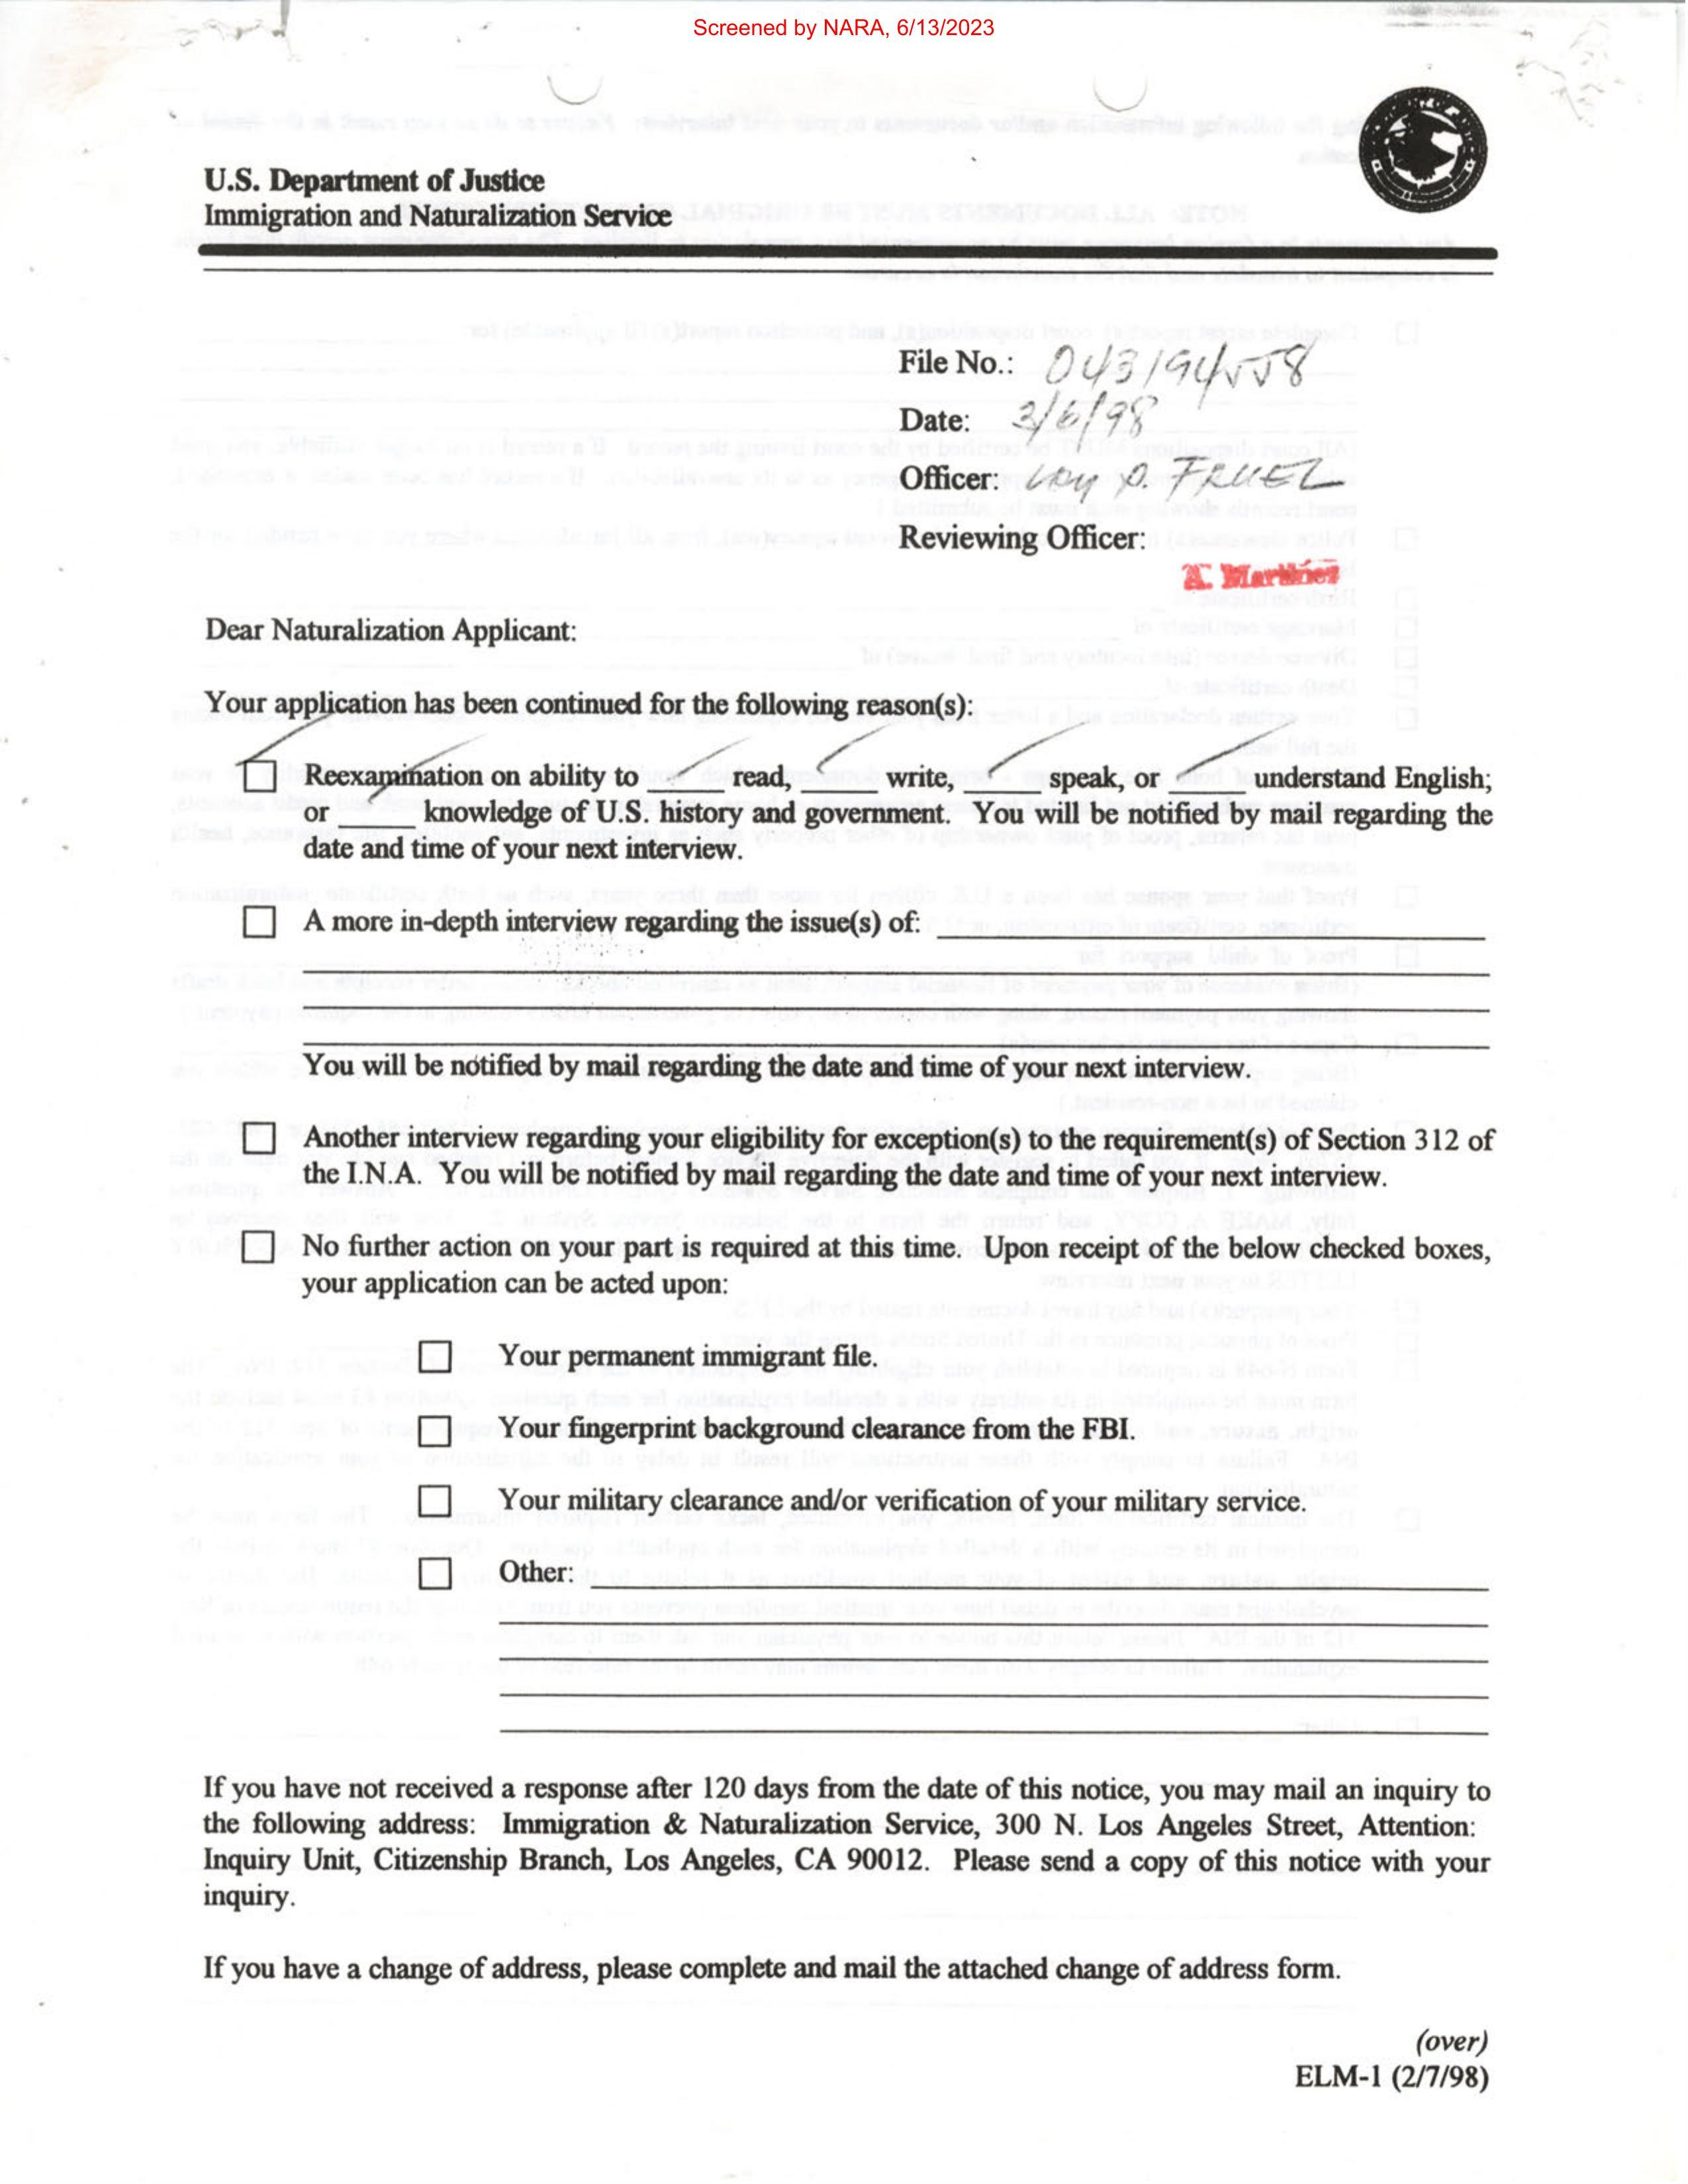 Screened by NARA, 6/13/2023
U.S. Department of Justice
Immigration and Naturalization Service
File No.: 043194558
Date: 3/6/98
Officer:
Reviewing Officer:
A. Martinez
Dear Naturalization Applicant:
Your application has been continued for the following reason(s):
Reexamination on ability to read, write, speak, or understand English;
or knowledge of U.S. history and government. You will be notified by mail regarding the
date and time of your next interview.
A more in-depth interview regarding the issue(s) of:
You will be notified by mail regarding the date and time of your next interview.
Another interview regarding your eligibility for exception(s) to the requirement(s) of Section 312 of
the I.N.A. You will be notified by mail regarding the date and time of your next interview.
No further action on your part is required at this time. Upon receipt of the below checked boxes,
your application can be acted upon:
Your permanent immigrant file.
Your fingerprint background clearance from the FBI.
Your military clearance and/or verification of your military service.
Other:
If you have not received a response after 120 days from the date of this notice, you may mail an inquiry to
the following address: Immigration & Naturalization Service, 300 N. Los Angeles Street, Attention:
Inquiry Unit, Citizenship Branch, Los Angeles, CA 90012. Please send a copy of this notice with your
inquiry.
If you have a change of address, please complete and mail the attached change of address form.
(over)
ELM-1 (2/7/98)